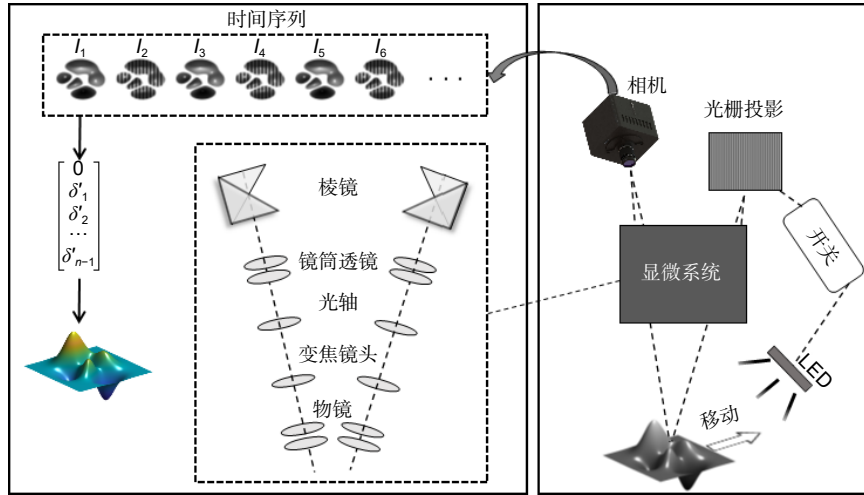 时间序列
I1 I2 I3 I4 I5 I6
· · ·
0
δ′1
δ′2
···
δ′n−1
棱镜
镜筒透镜
光轴
变焦镜头
物镜
相机
光栅投影
开关
显微系统
LED
移动